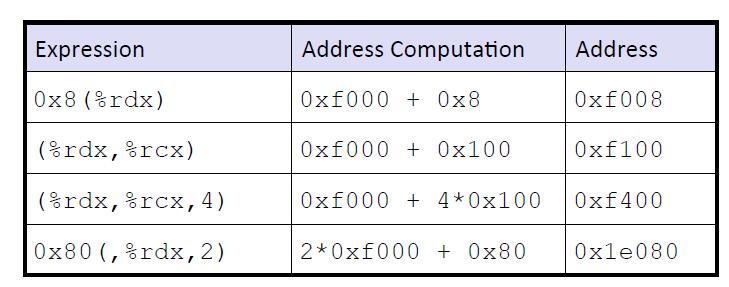 Expression Address Computation Address
0x8(%rdx) 0xf000 + 0x8 0xf008
(%rdx,%rcx) 0xf000 + 0x100 0xf100
(%rdx,%rcx,4) 0xf000 + 4*0x100 0xf400
0x80(,%rdx,2) 2*0xf000 + 0x80 0x1e080